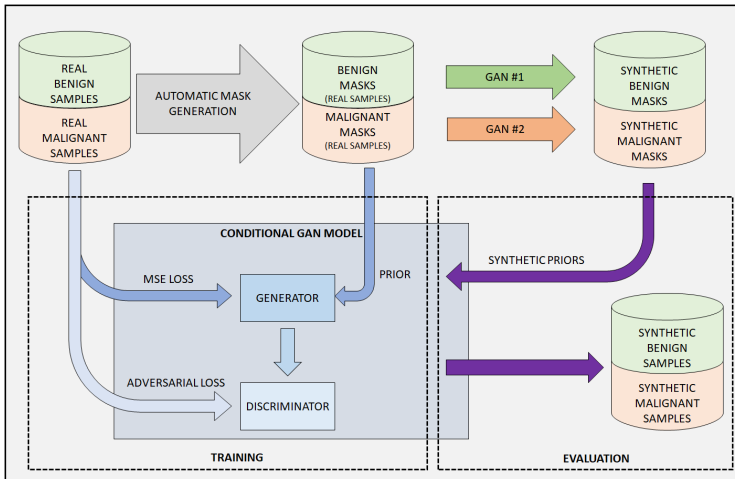 REAL
BENIGN
SAMPLES
REAL
MALIGNANT
SAMPLES
AUTOMATIC MASK
GENERATION
BENIGN
MASKS
(REAL SAMPLES)
MALIGNANT
MASKS
(REAL SAMPLES)
GAN #1
GAN #2
SYNTHETIC
BENIGN
MASKS
SYNTHETIC
MALIGNANT
MASKS
CONDITIONAL GAN MODEL
MSE LOSS
GENERATOR
PRIOR
ADVERSARIAL LOSS
DISCRIMINATOR
TRAINING
SYNTHETIC PRIORS
SYNTHETIC
BENIGN
SAMPLES
SYNTHETIC
MALIGNANT
SAMPLES
EVALUATION